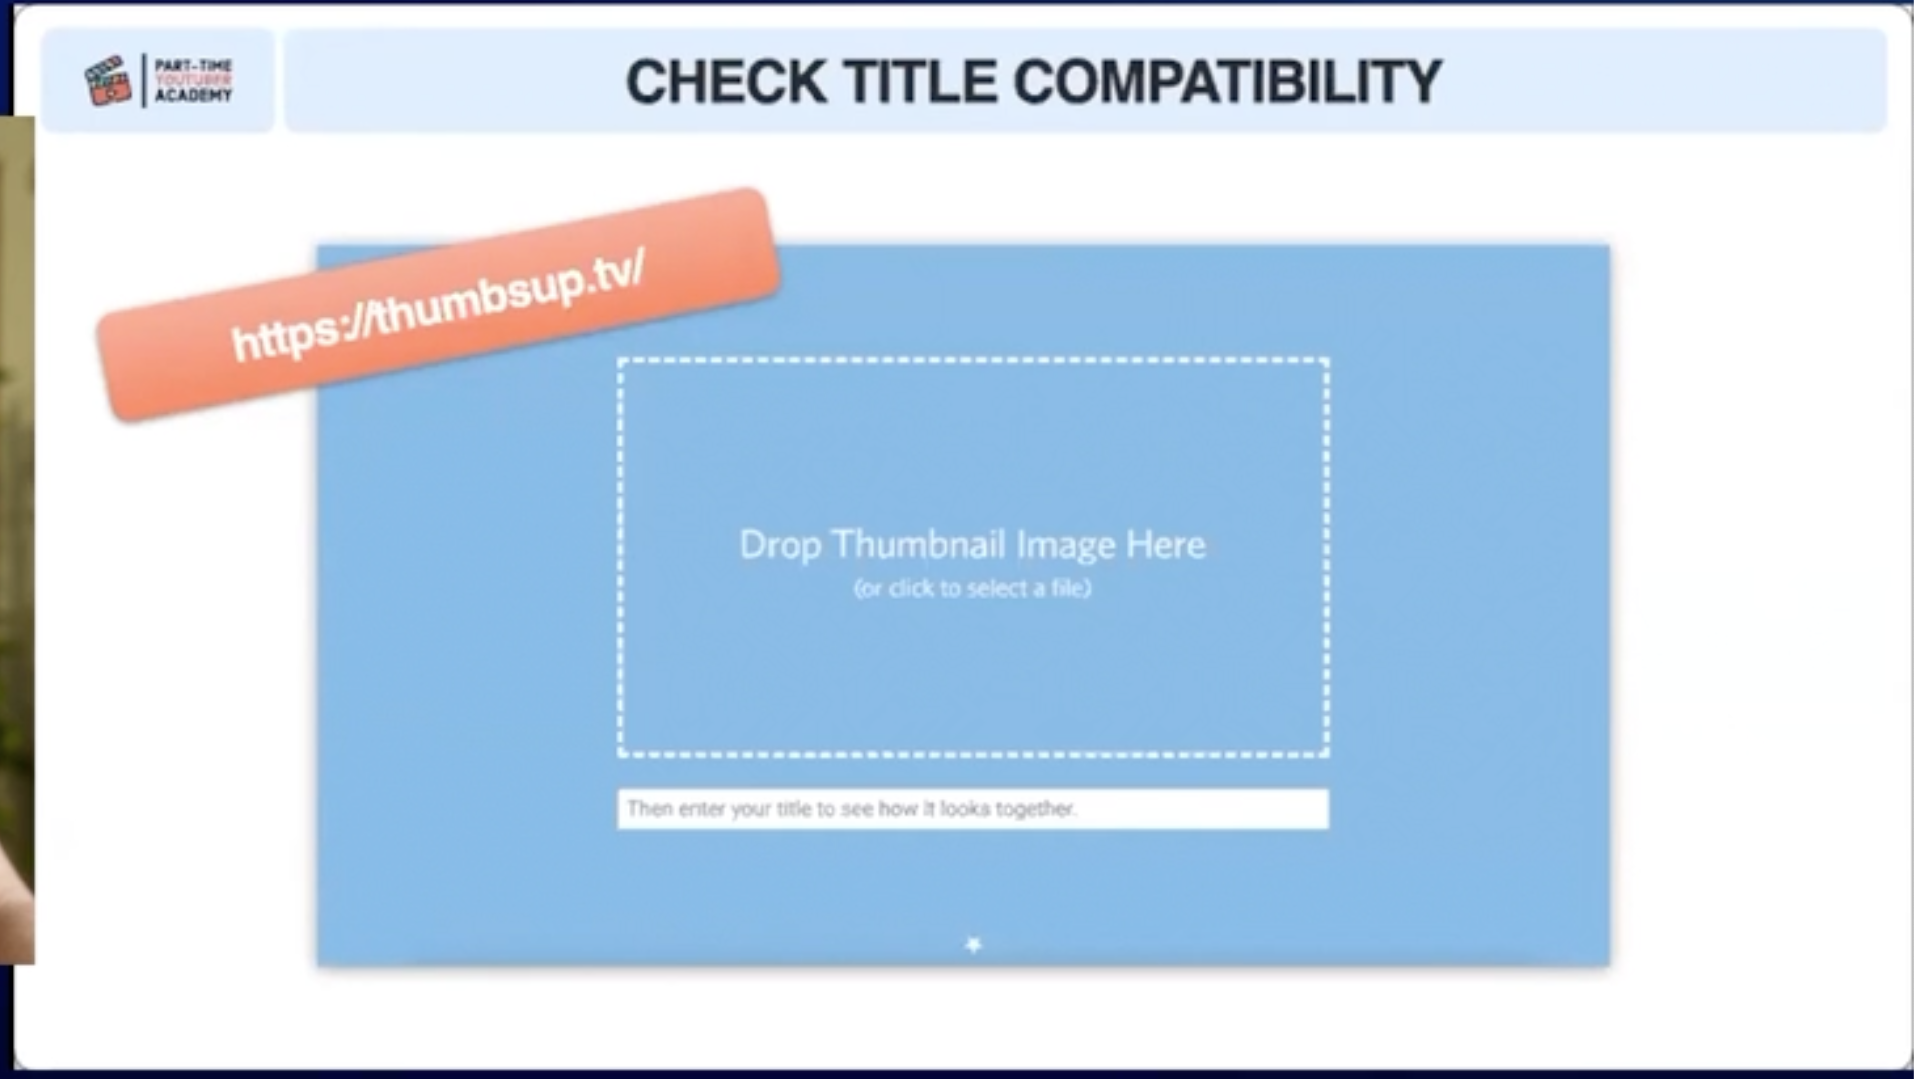 PART-TIME
YOUTUBER
ACADEMY
CHECK TITLE COMPATIBILITY
https://thumbsup.tv/
Drop Thumbnail Image Here
(or click to select a file)
Then enter your title to see how it looks together.